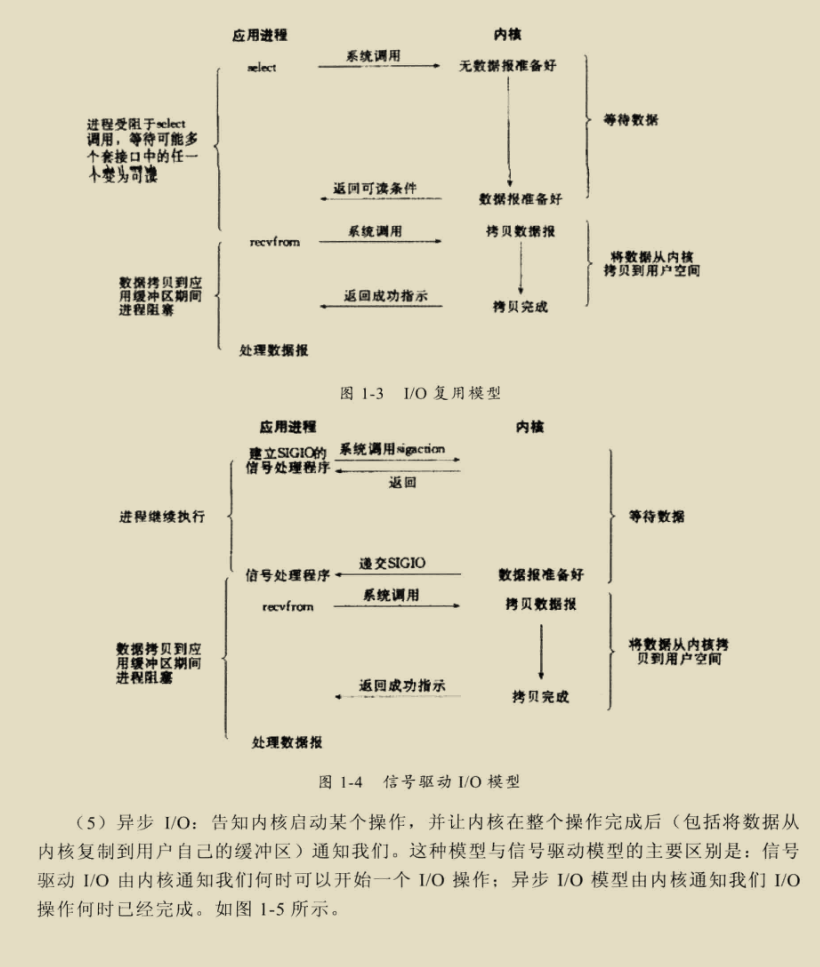 应用进程 内核
select 系统调用 无数据报准备好
进程受阻于select
调用，等待可能多
个套接口中的任一
个变为可读
等待数据
返回可读条件 数据报准备好
recvfrom 系统调用 拷贝数据报
数据拷贝到应
用缓冲区期间
进程阻塞
将数据从内核
拷贝到用户空间
返回成功指示 拷贝完成
处理数据报
图 1-3 I/O 复用模型
应用进程 内核
建立SIGIO的
信号处理程序
系统调用sigaction
返回
进程继续执行 等待数据
信号处理程序 递交SIGIO 数据报准备好
recvfrom 系统调用 拷贝数据报
数据拷贝到应
用缓冲区期间
进程阻塞
将数据从内核拷
贝到用户空间
返回成功指示 拷贝完成
处理数据报
图 1-4 信号驱动 I/O 模型
（5）异步 I/O：告知内核启动某个操作，并让内核在整个操作完成后（包括将数据从
内核复制到用户自己的缓冲区）通知我们。这种模型与信号驱动模型的主要区别是：信号
驱动 I/O 由内核通知我们何时可以开始一个 I/O 操作；异步 I/O 模型由内核通知我们 I/O
操作何时已经完成。如图 1-5 所示。